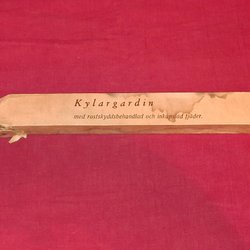 Kylargardin
med rostskyddsbehandlad och inkapslad fjäder.